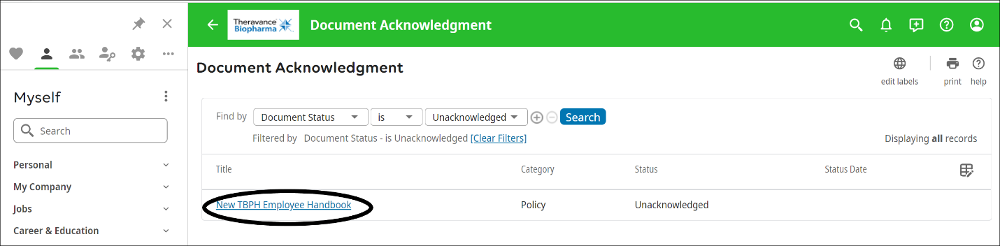 Theravance
Biopharma
Document Acknowledgment
Myself
Search
Personal
My Company
Jobs
Career & Education
Document Acknowledgment
edit labels
print
help
Find by Document Status is Unacknowledged Search
Filtered by Document Status - is Unacknowledged [Clear Filters]
Displaying all records
Title Category Status Status Date
New TBPH Employee Handbook Policy Unacknowledged